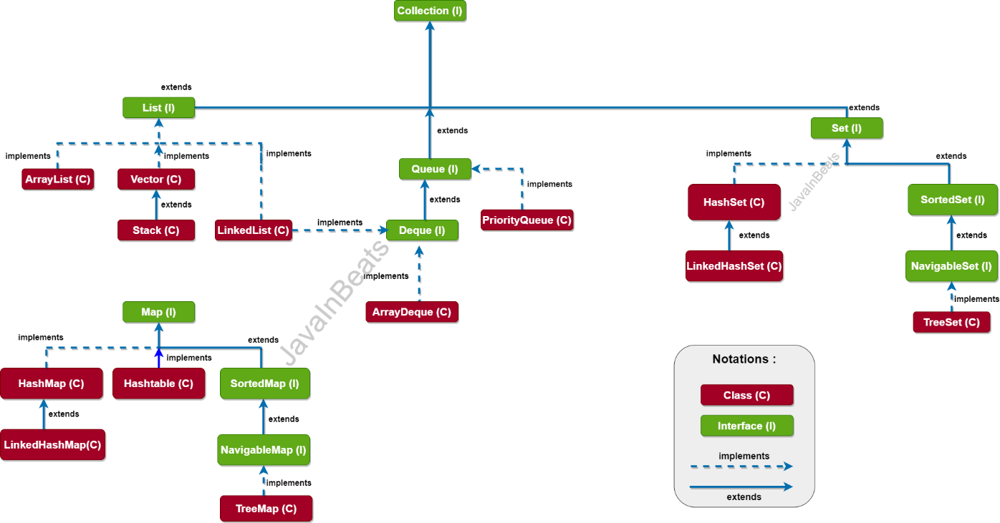 Collection (I)
extends
List (I)
extends
extends
Set (I)
implements
implements
implements
implements
extends
ArrayList (C)
Vector (C)
Queue (I)
JavaInBeats
implements
HashSet (C)
SortedSet (I)
extends
extends
Stack (C)
LinkedList (C)
implements
Deque (I)
PriorityQueue (C)
extends
extends
JavaInBeats
LinkedHashSet (C)
NavigableSet (I)
implements
implements
Map (I)
ArrayDeque (C)
TreeSet (C)
implements
extends
implements
HashMap (C)
Hashtable (C)
SortedMap (I)
extends
extends
LinkedHashMap(C)
NavigableMap (I)
implements
TreeMap (C)
Notations :
Class (C)
Interface (I)
implements
extends